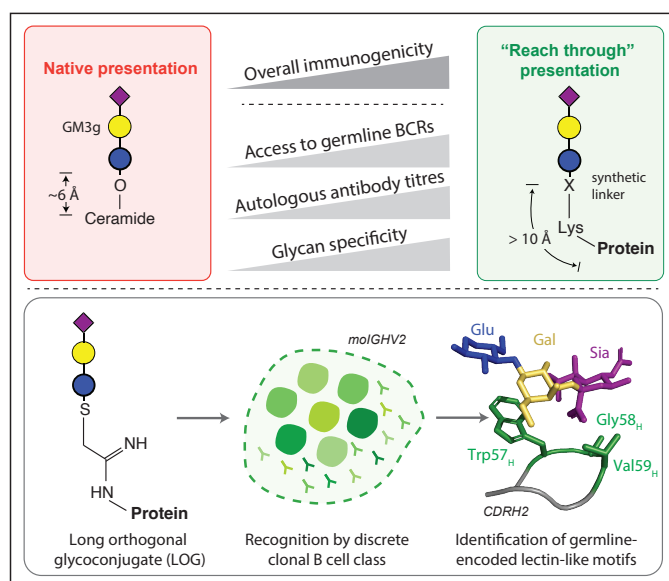 Native presentation
GM3g
O
~6 Å
Ceramide
Overall immunogenicity
Access to germline BCRs
Autologous antibody titres
Glycan specificity
“Reach through”
presentation
X
synthetic
linker
Lys
> 10 Å
Protein
S
NH
HN
Protein
Long orthogonal
glycoconjugate (LOG)
moIGHV2
Recognition by discrete
clonal B cell class
Glu
Gal
Sia
Gly58H
Trp57H
Val59H
CDRH2
Identification of germline-
encoded lectin-like motifs